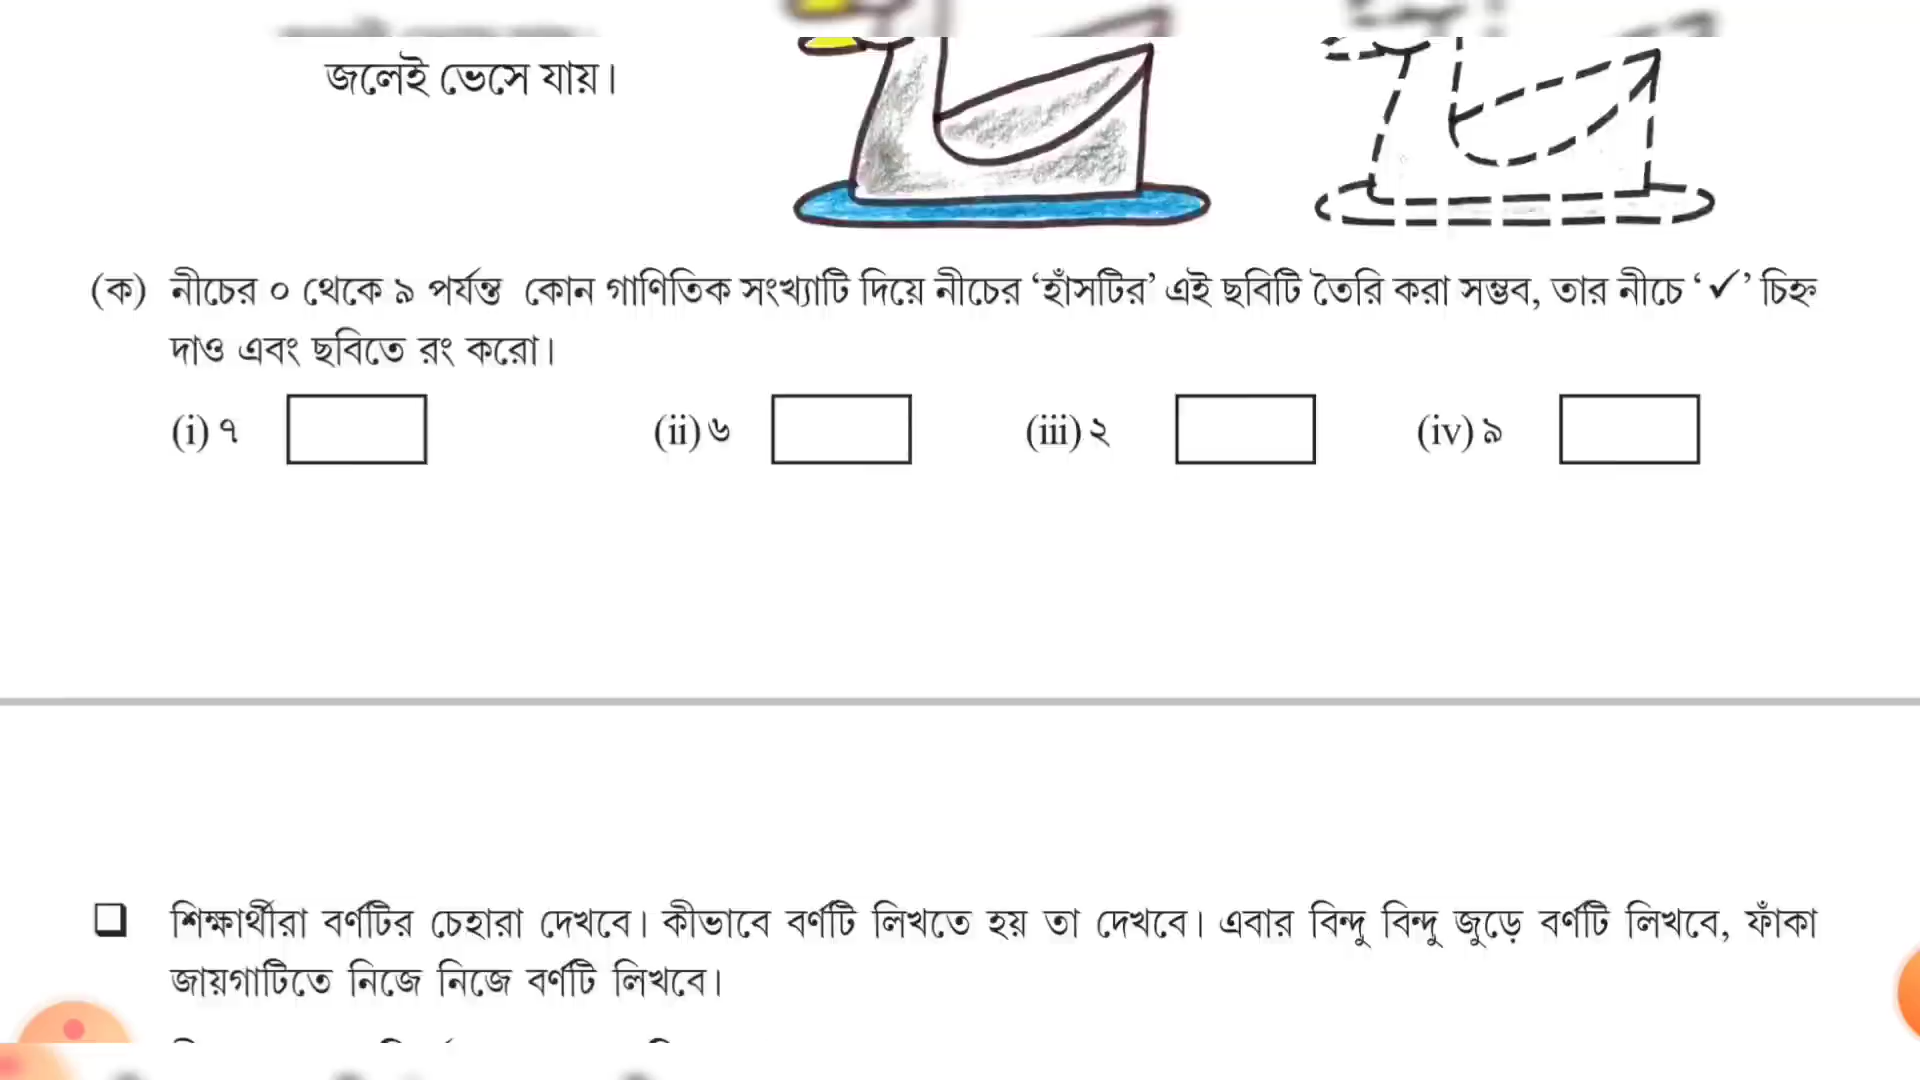 জলেই ভেসে যায়।
(ক) নীচের ০ থেকে ৯ পর্যন্ত কোন গাণিতিক সংখ্যাটি দিয়ে নীচের ‘হাঁসটির’ এই ছবিটি তৈরি করা সম্ভব, তার নীচে ‘✓’ চিহ্ন
দাও এবং ছবিতে রং করো।
(i) ৭ (ii) ৬ (iii) ২ (iv) ৯
❑ শিক্ষার্থীরা বর্ণটির চেহারা দেখবে। কীভাবে বর্ণটি লিখতে হয় তা দেখবে। এবার বিন্দু বিন্দু জুড়ে বর্ণটি লিখবে, ফাঁকা
জায়গাটিতে নিজে নিজে বর্ণটি লিখবে।